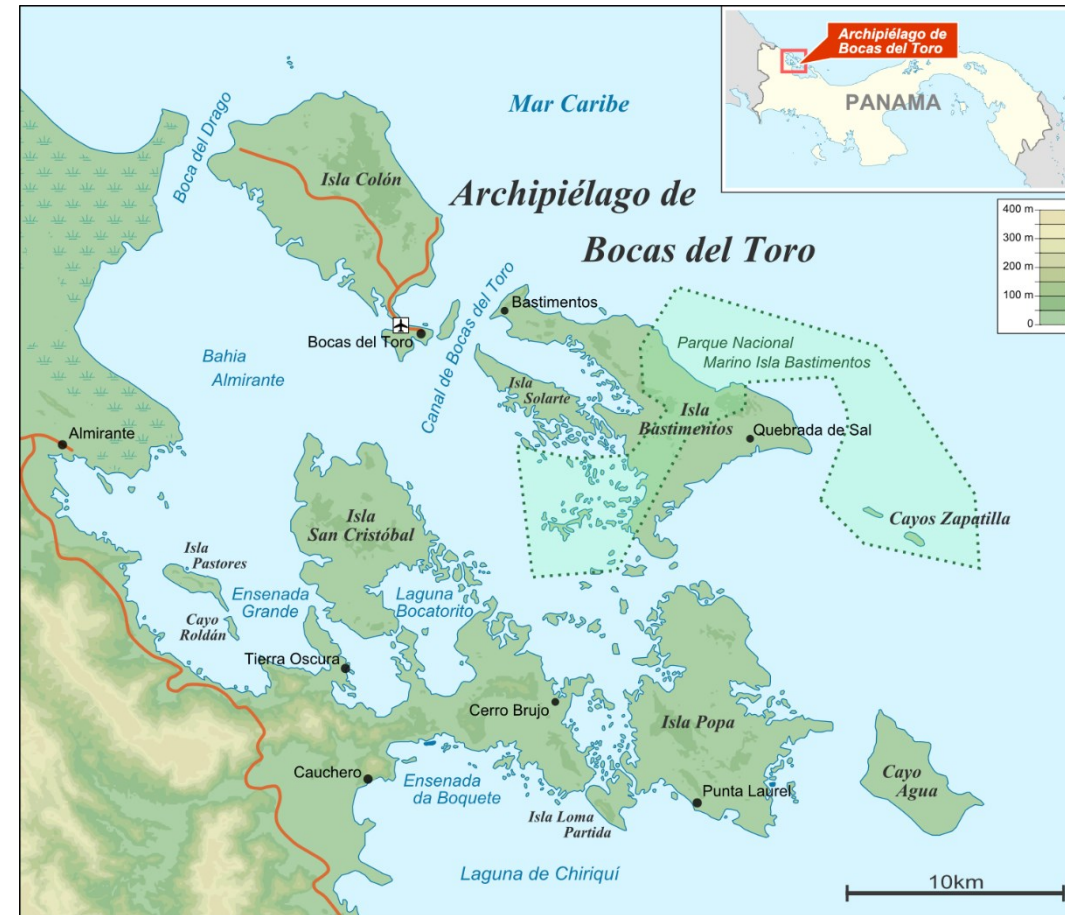 Archipiélago de
Bocas del Toro
PANAMA
Mar Caribe
Boca del Drago
Isla Colón
Archipiélago de
Bocas del Toro
400 m
300 m
200 m
100 m
0
Canal de Bocas del Toro
Bastimentos
Bocas del Toro
Parque Nacional
Marino Isla Bastimentos
Bahia
Almirante
Isla
Solarte
Isla
Bastimentos
Quebrada de Sal
Almirante
Isla
San Cristóbal
Cayos Zapatilla
Isla
Pastores
Ensenada
Grande
Laguna
Bocatorito
Cayo
Roldán
Tierra Oscura
Cerro Brujo
Isla Popa
Cauchero
Ensenada
da Boquete
Cayo
Agua
Punta Laurel
Isla Loma
Partida
Laguna de Chiriquí
10km